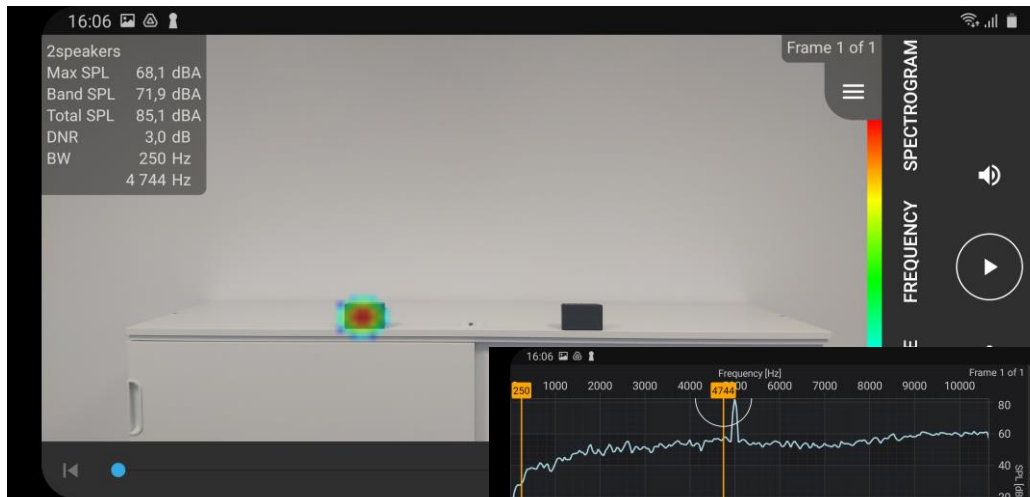 16:06
2speakers
Max SPL 68,1 dBA
Band SPL 71,9 dBA
Total SPL 85,1 dBA
DNR 3,0 dB
BW 250 Hz
4 744 Hz
Frame 1 of 1
SPECTROGRAM
FREQUENCY
16:06
Frequency [Hz]
Frame 1 of 1
250 1000 2000 3000 4000 4744 6000 7000 8000 9000 10000
80
60
40
20
SPL [dB